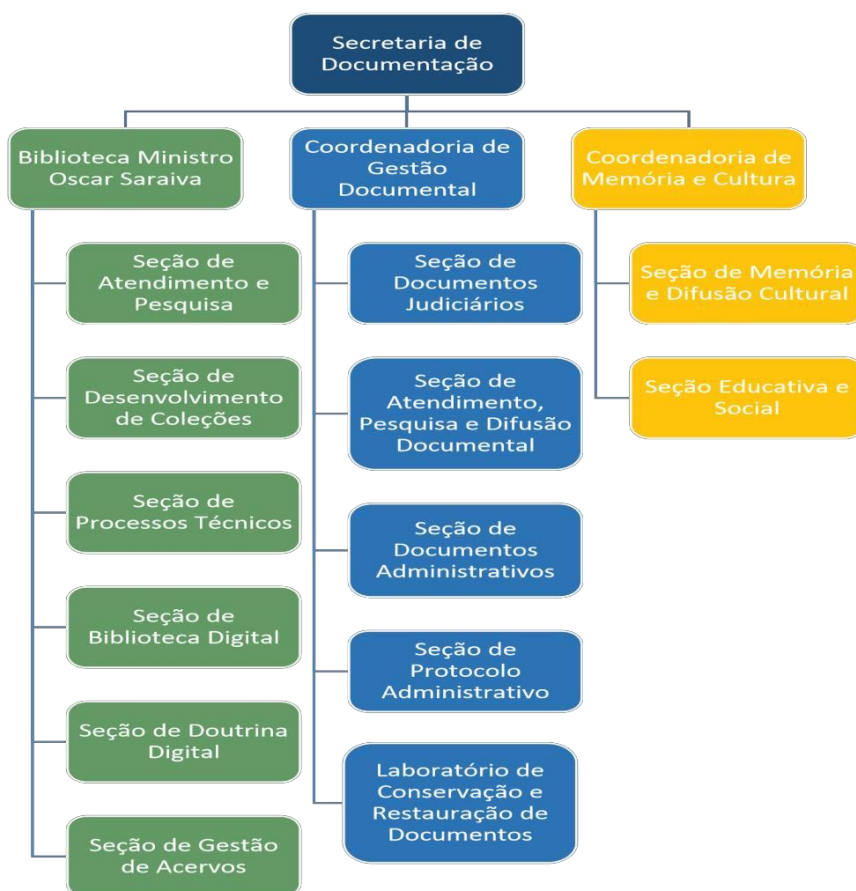 Secretaria de
Documentação
Biblioteca Ministro
Oscar Saraiva
Seção de
Atendimento e
Pesquisa
Seção de
Desenvolvimento
de Coleções
Seção de
Processos Técnicos
Seção de
Biblioteca Digital
Seção de Doutrina
Digital
Seção de Gestão
de Acervos
Coordenadoria de
Gestão
Documental
Seção de
Documentos
Judiciários
Seção de
Atendimento,
Pesquisa e Difusão
Documental
Seção de
Documentos
Administrativos
Seção de
Protocolo
Administrativo
Laboratório de
Conservação e
Restauração de
Documentos
Coordenadoria de
Memória e Cultura
Seção de Memória
e Difusão Cultural
Seção Educativa e
Social